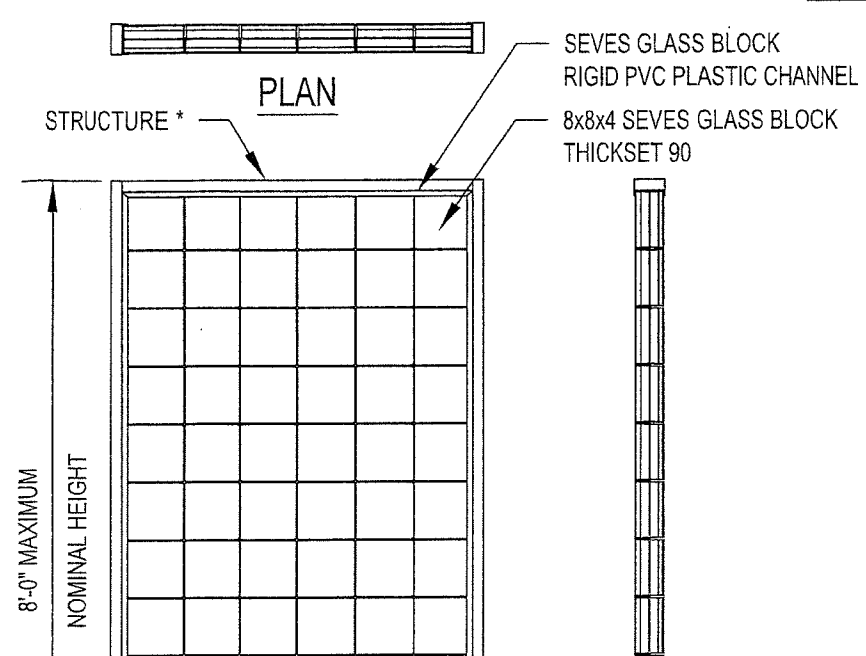 SEVES GLASS BLOCK
RIGID PVC PLASTIC CHANNEL
PLAN
STRUCTURE *
8x8x4 SEVES GLASS BLOCK
THICKSET 90
8'-0" MAXIMUM
NOMINAL HEIGHT